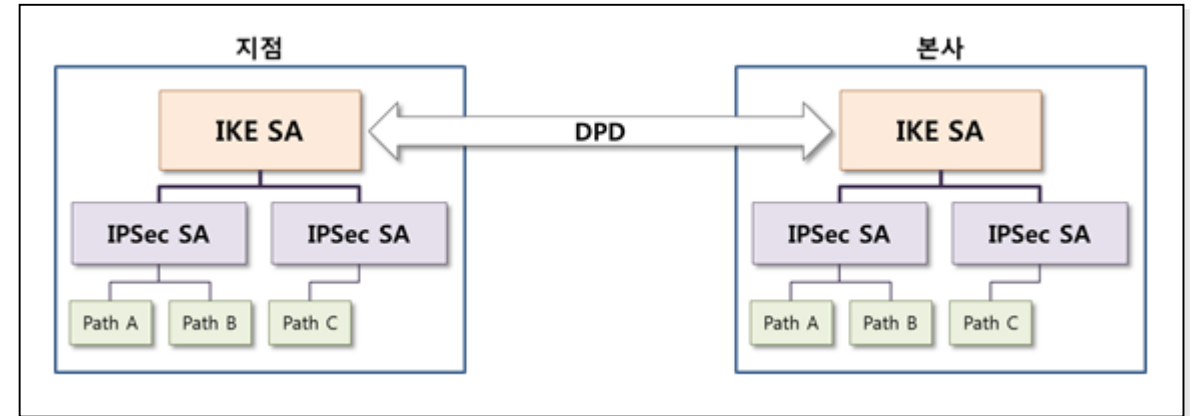 지점
본사
IKE SA
DPD
IKE SA
IPSec SA
IPSec SA
IPSec SA
IPSec SA
Path A
Path B
Path C
Path A
Path B
Path C